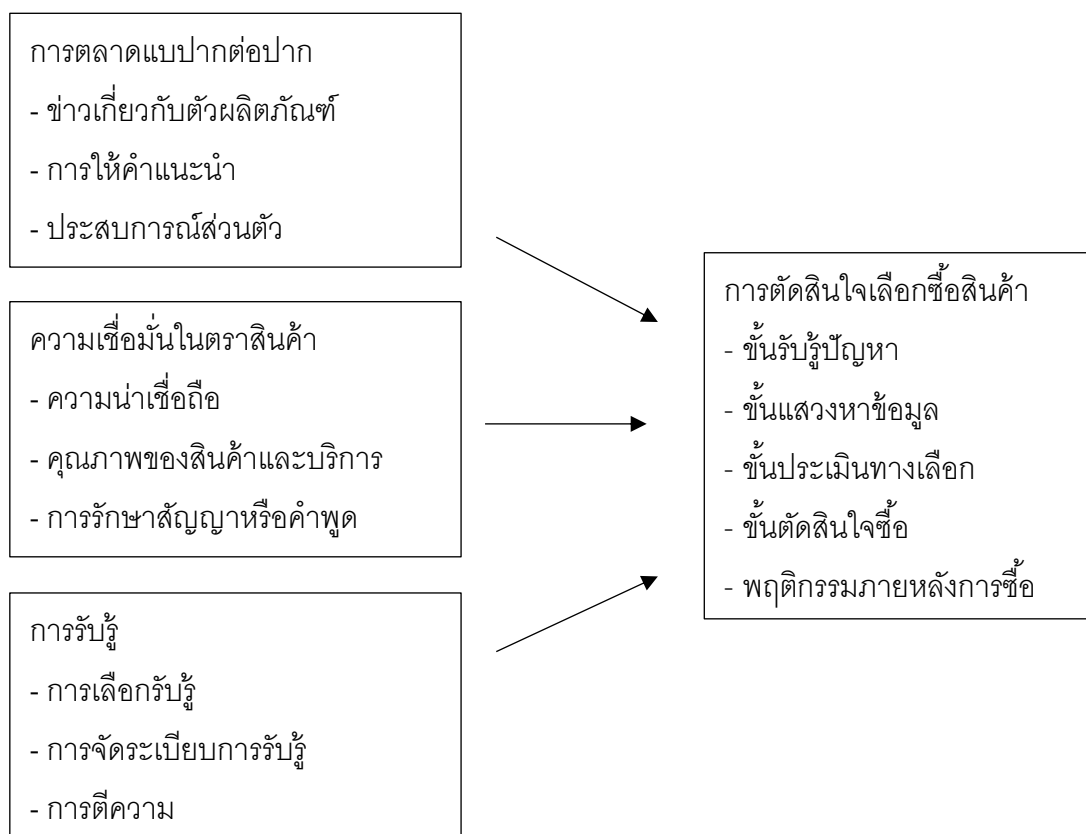 การตลาดแบปากต่อปาก
- ข่าวเกี่ยวกับตัวผลิตภัณฑ์
- การให้คำแนะนำ
- ประสบการณ์ส่วนตัว
ความเชื่อมั่นในตราสินค้า
- ความน่าเชื่อถือ
- คุณภาพของสินค้าและบริการ
- การรักษาสัญญาหรือคำพูด
การรับรู้
- การเลือกรับรู้
- การจัดระเบียบการรับรู้
- การตีความ
การตัดสินใจเลือกซื้อสินค้า
- ขั้นรับรู้ปัญหา
- ขั้นแสวงหาข้อมูล
- ขั้นประเมินทางเลือก
- ขั้นตัดสินใจซื้อ
- พฤติกรรมภายหลังการซื้อ